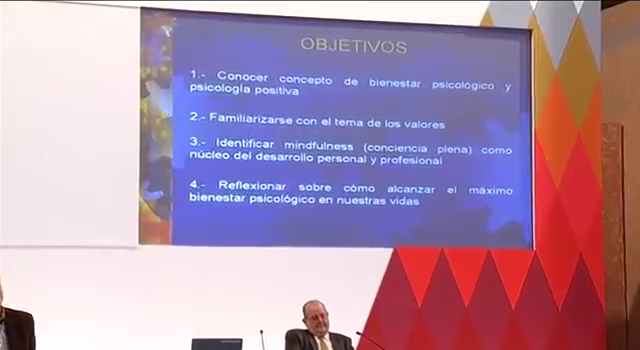 OBJETIVOS
1.- Conocer concepto de bienestar psicológico y
psicología positiva
2.- Familiarizarse con el tema de los valores
3.- Identificar mindfulness (conciencia plena) como
núcleo del desarrollo personal y profesional
4.- Reflexionar sobre cómo alcanzar el máximo
bienestar psicológico en nuestras vidas